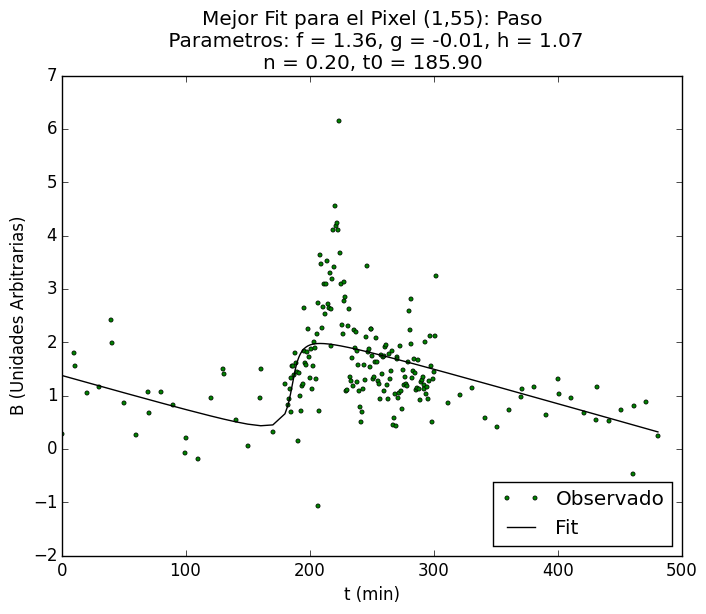 Mejor Fit para el Pixel (1,55): Paso
Parametros: f = 1.36, g = -0.01, h = 1.07
n = 0.20, t0 = 185.90
7
6
5
4
3
2
1
0
−1
−2
B (Unidades Arbitrarias)
Observado
Fit
0
100
200
300
400
500
t (min)